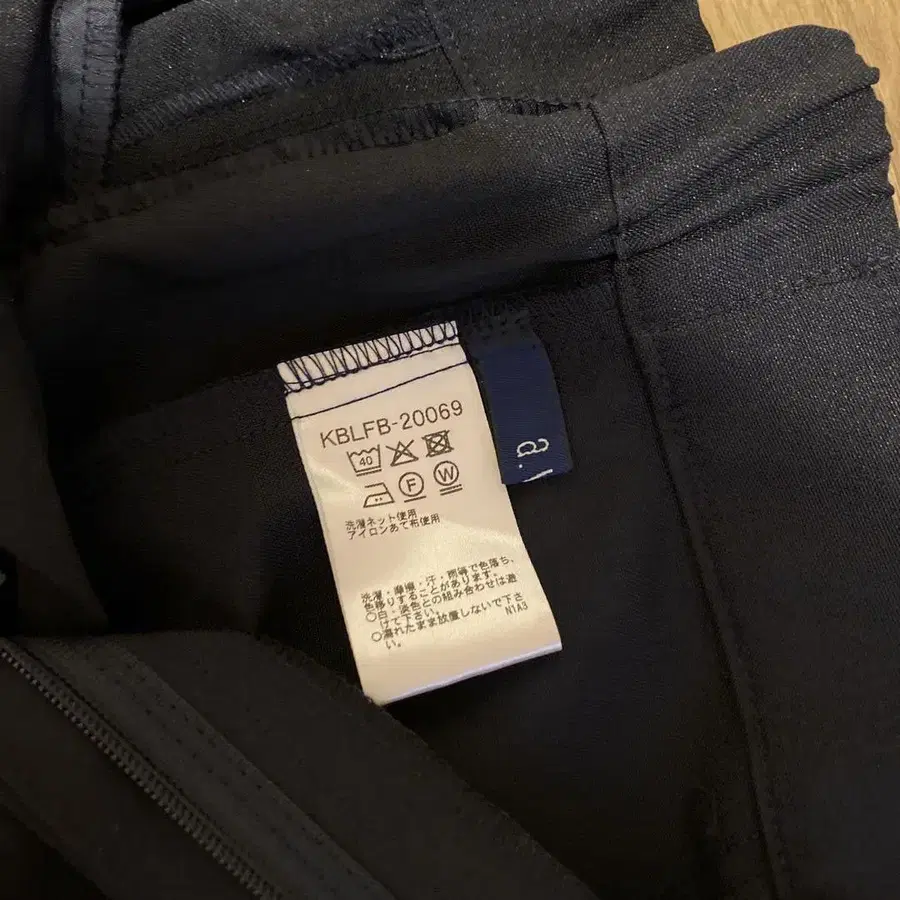 KBLFB-20069
40
F W
洗濯ネット使用
アイロンあて布使用
洗濯・摩擦・汗・雨等で色落ち、
色移りすることがあります。
○白・淡色との組み合わせは避
けて下さい。
○濡れたまま放置しないで下さ
い。
N1A3
a.